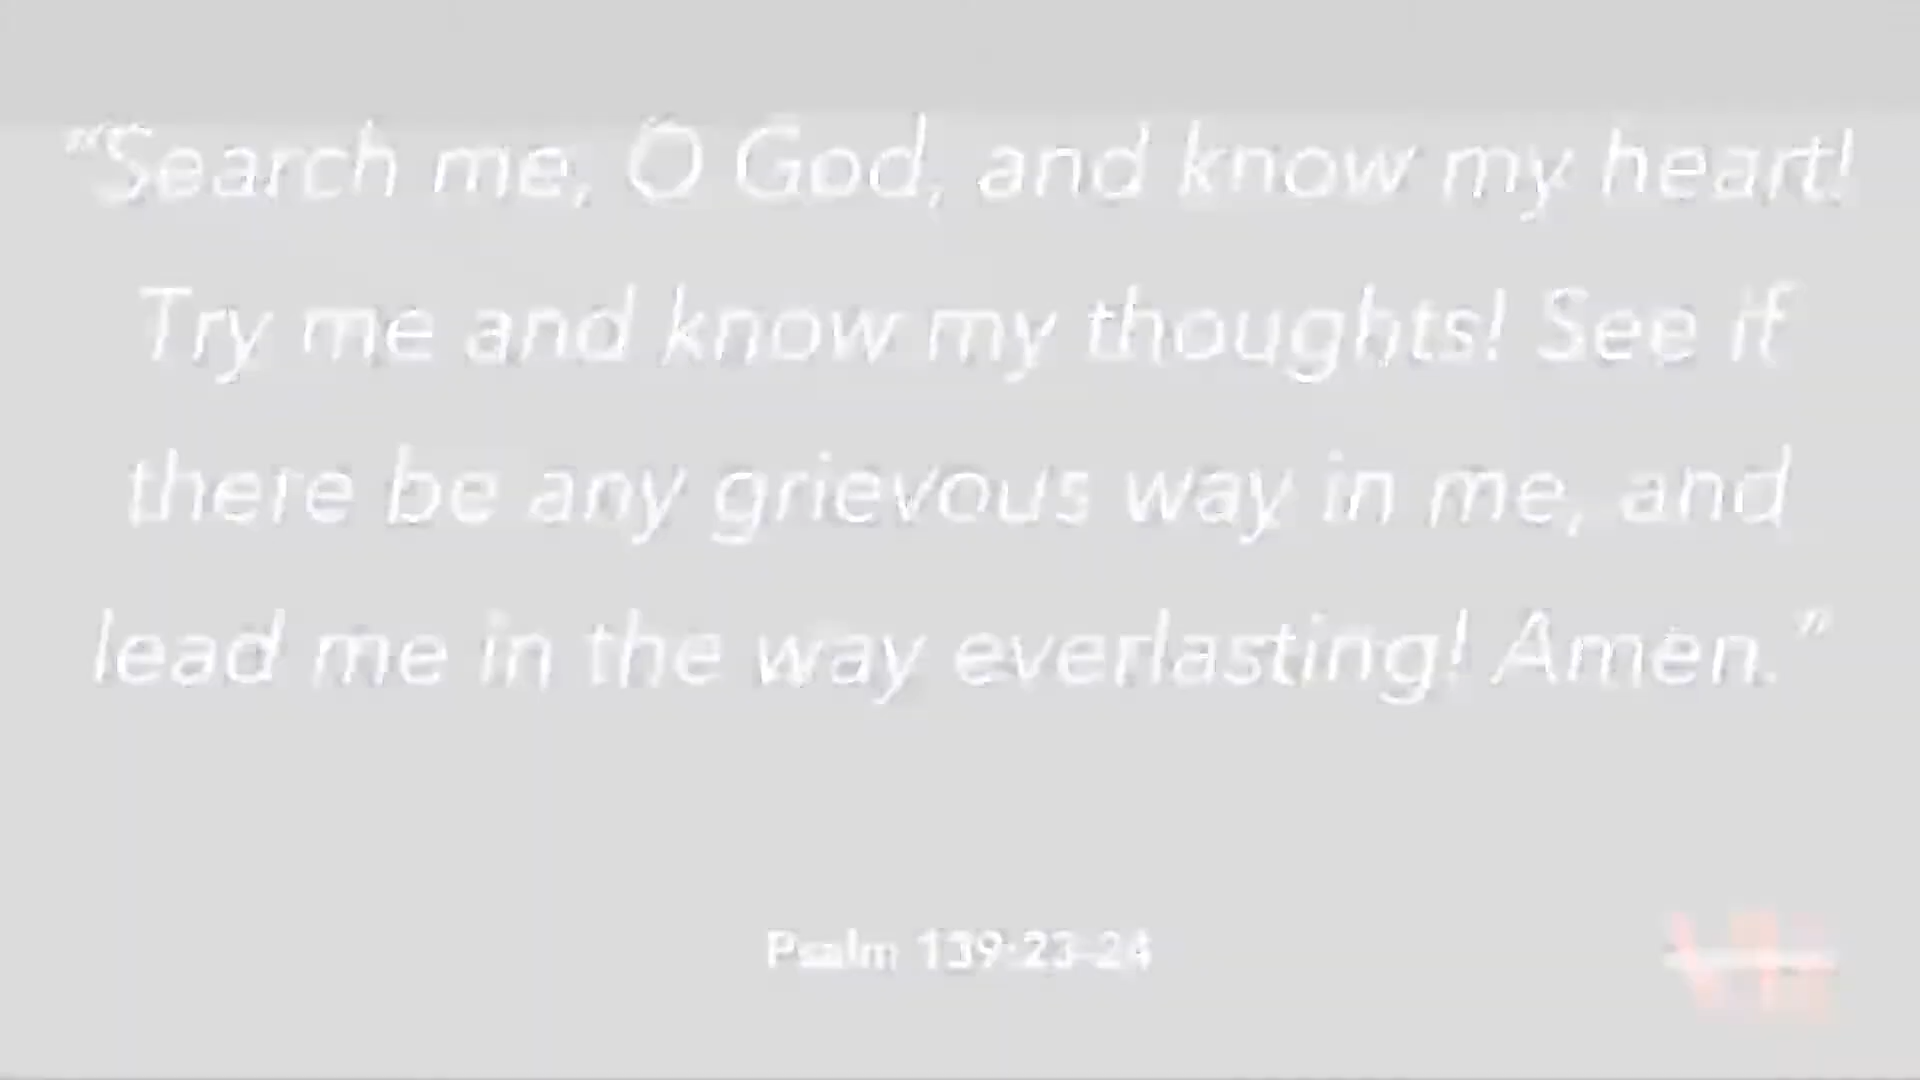 “Search me, O God, and know my heart!
Try me and know my thoughts! See if
there be any grievous way in me, and
lead me in the way everlasting! Amen.”
Psalm 139:23-24